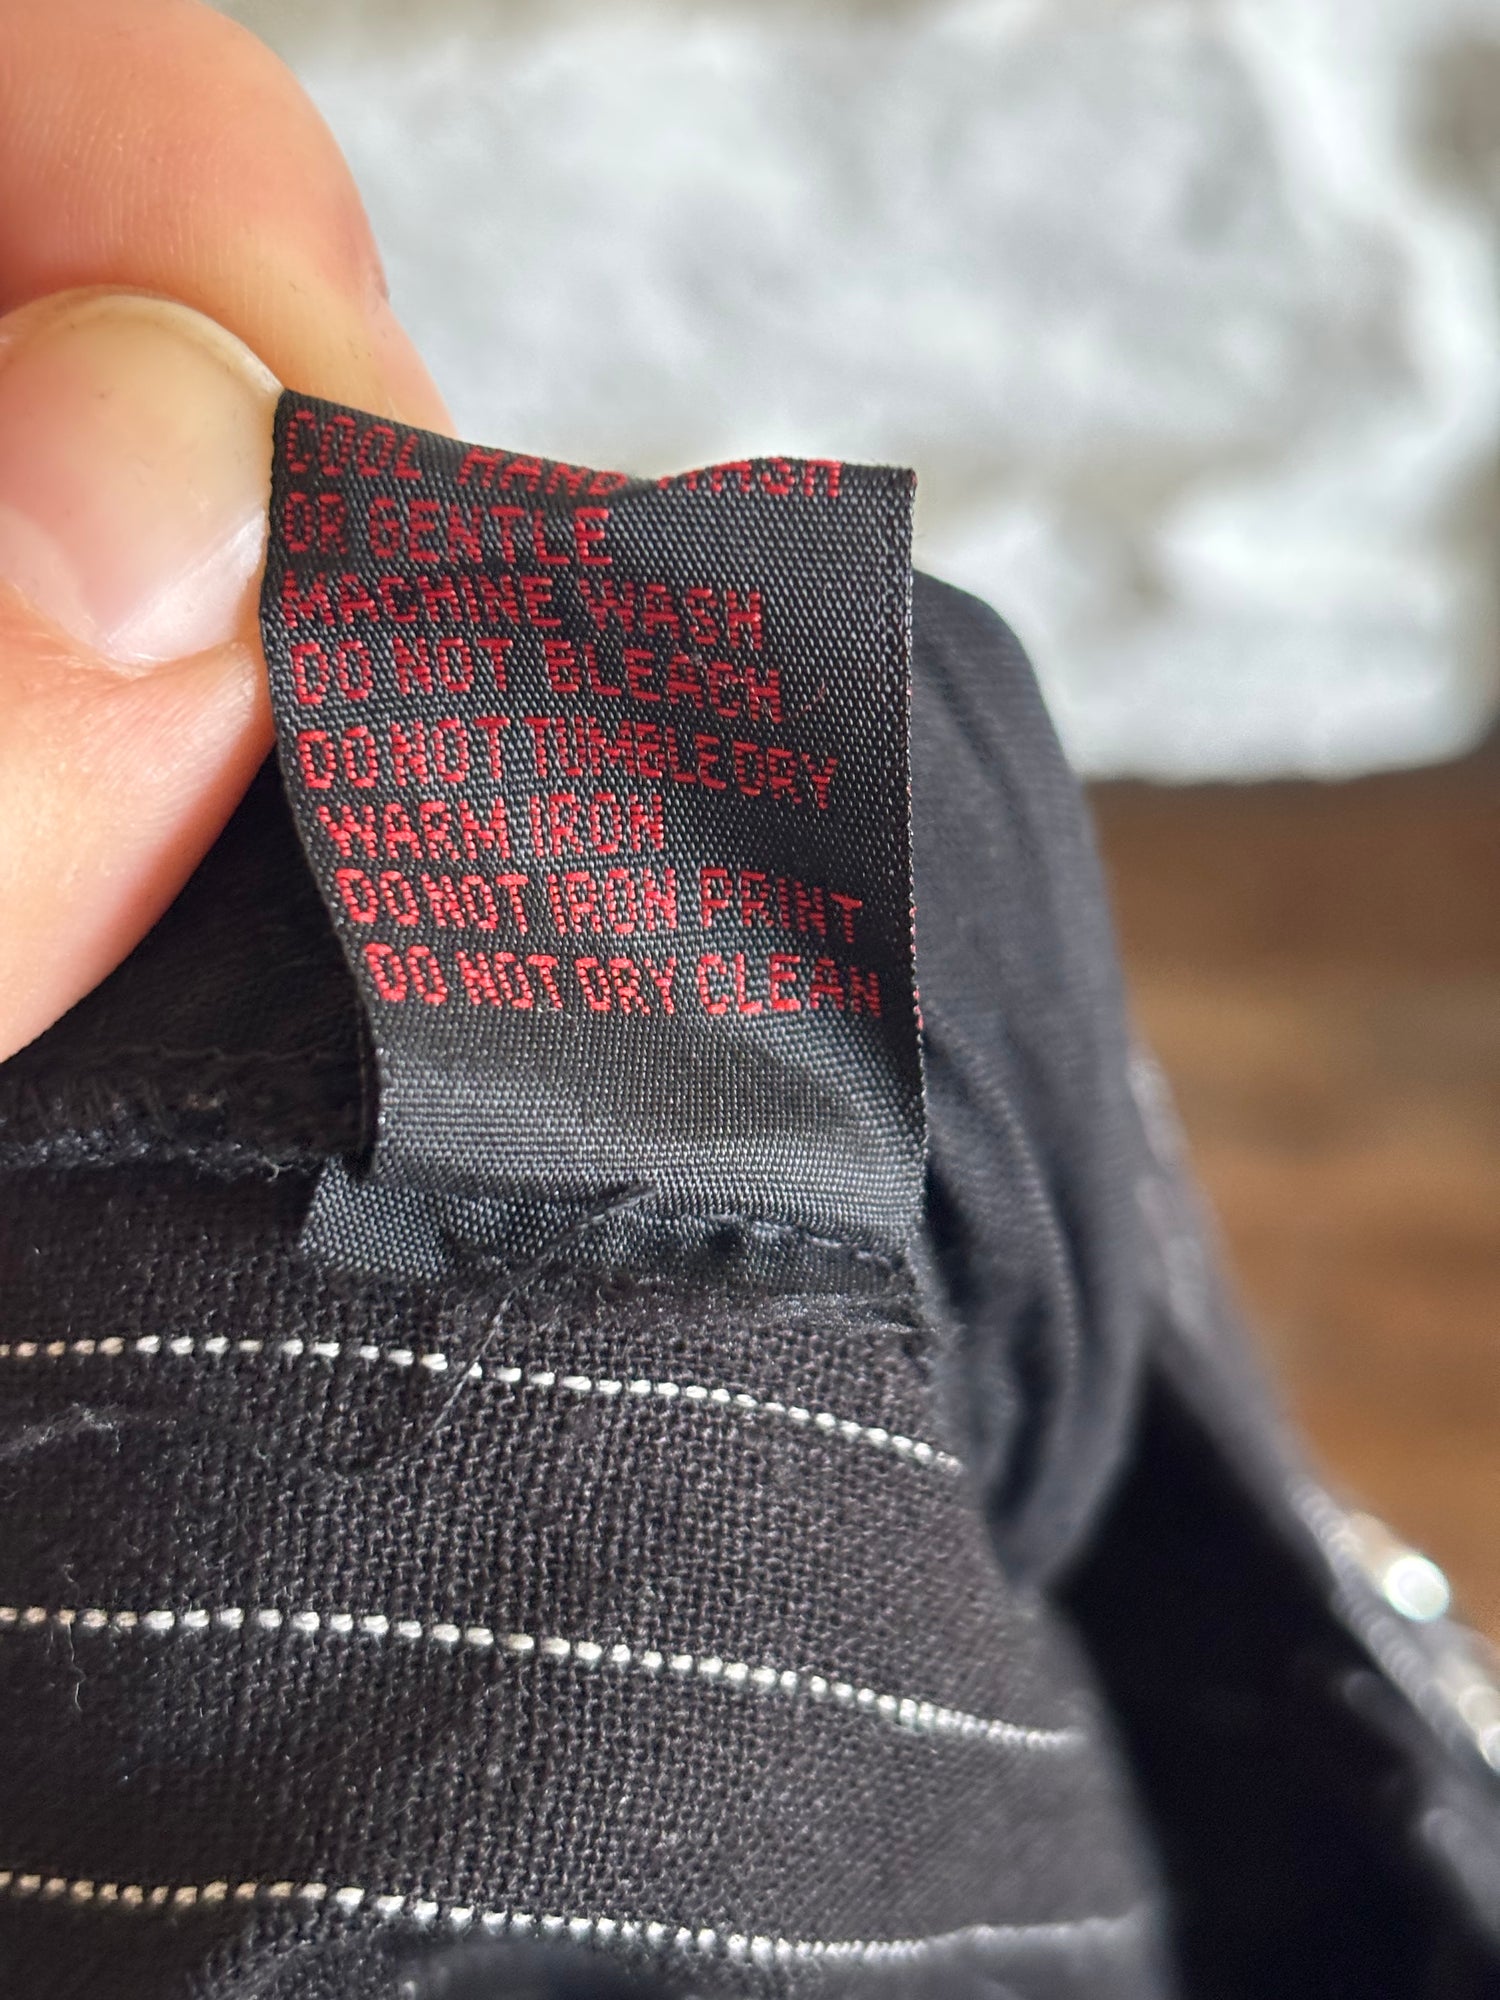 COOL HAND WASH
OR GENTLE
MACHINE WASH
DO NOT BLEACH
DO NOT TUMBLE DRY
WARM IRON
DO NOT IRON PRINT
DO NOT DRY CLEAN